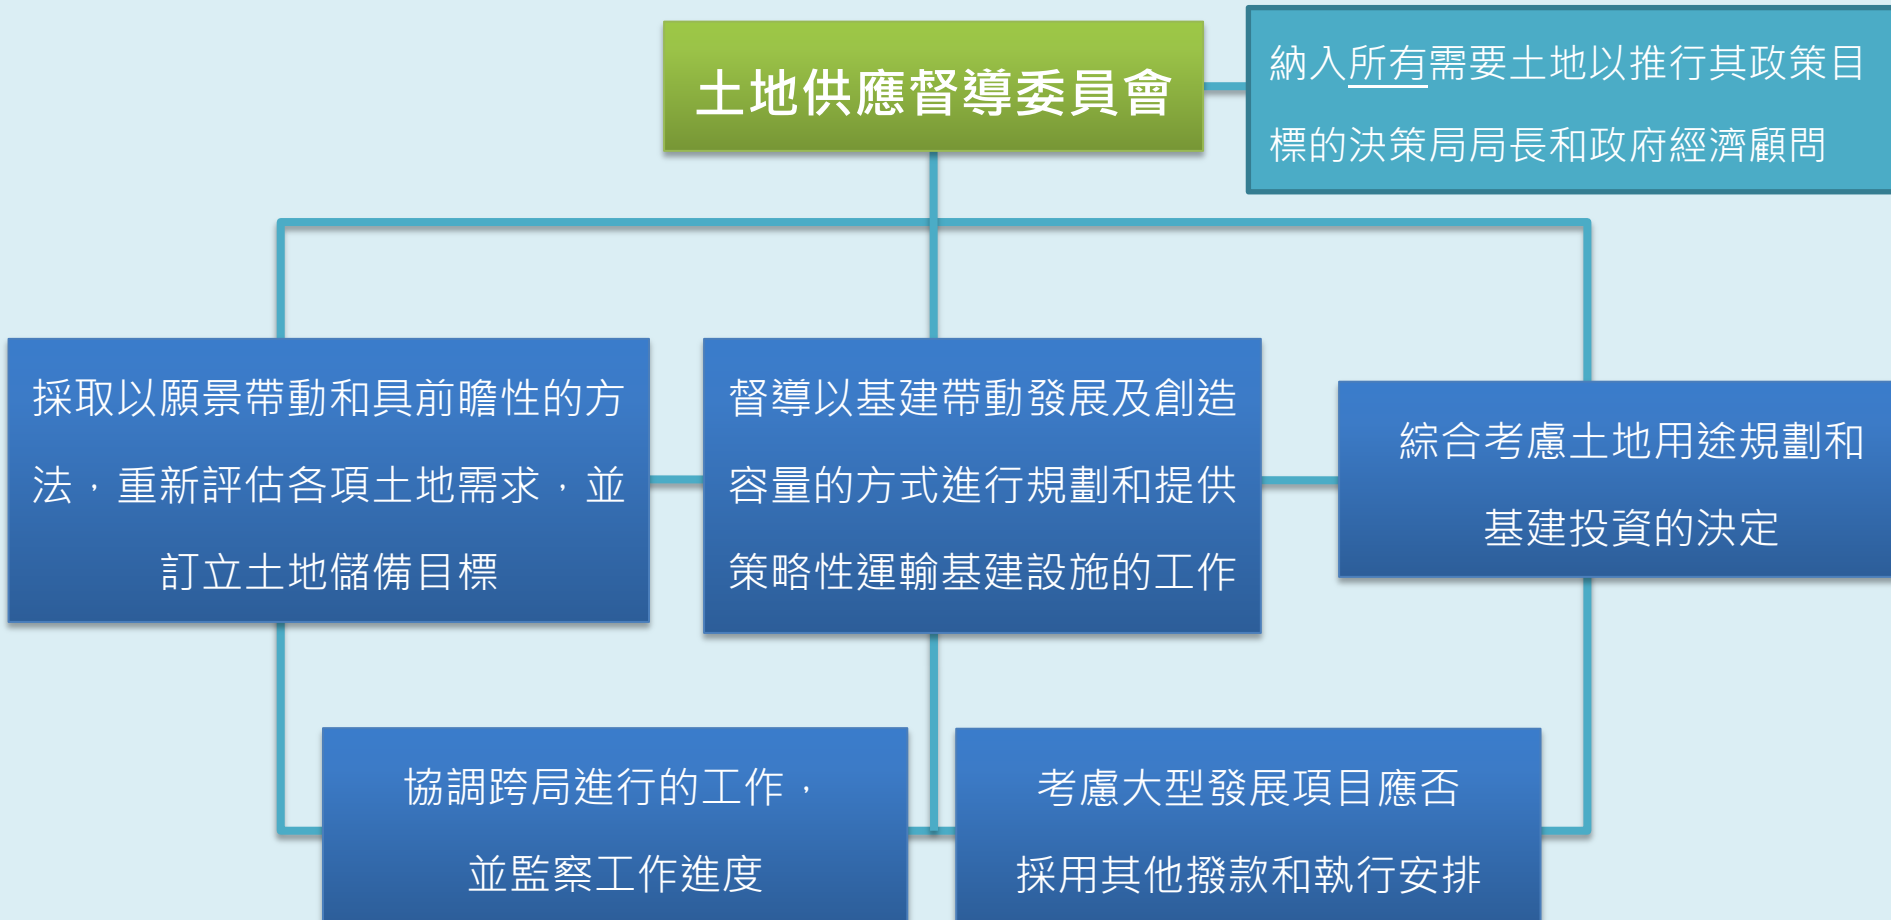 土地供應督導委員會
納入所有需要土地以推行其政策目
標的決策局局長和政府經濟顧問
採取以願景帶動和具前瞻性的方
法，重新評估各項土地需求，並
訂立土地儲備目標
督導以基建帶動發展及創造
容量的方式進行規劃和提供
策略性運輸基建設施的工作
綜合考慮土地用途規劃和
基建投資的決定
協調跨局進行的工作，
並監察工作進度
考慮大型發展項目應否
採用其他撥款和執行安排